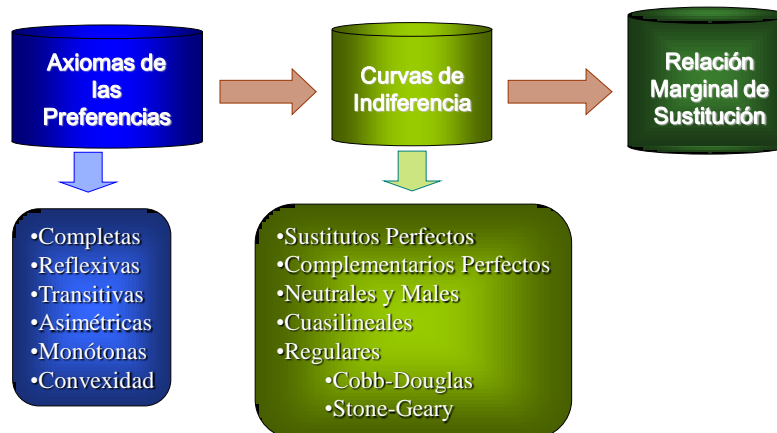 Axiomas de
las
Preferencias
Curvas de
Indiferencia
Relación
Marginal de
Sustitución
•Completas
•Reflexivas
•Transitivas
•Asimétricas
•Monótonas
•Convexidad
•Sustitutos Perfectos
•Complementarios Perfectos
•Neutrales y Males
•Cuasilineales
•Regulares
•Cobb-Douglas
•Stone-Geary